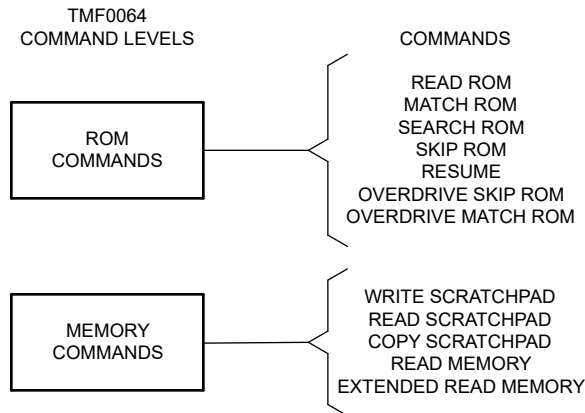 TMF0064
COMMAND LEVELS
COMMANDS
ROM
COMMANDS
READ ROM
MATCH ROM
SEARCH ROM
SKIP ROM
RESUME
OVERDRIVE SKIP ROM
OVERDRIVE MATCH ROM
MEMORY
COMMANDS
WRITE SCRATCHPAD
READ SCRATCHPAD
COPY SCRATCHPAD
READ MEMORY
EXTENDED READ MEMORY